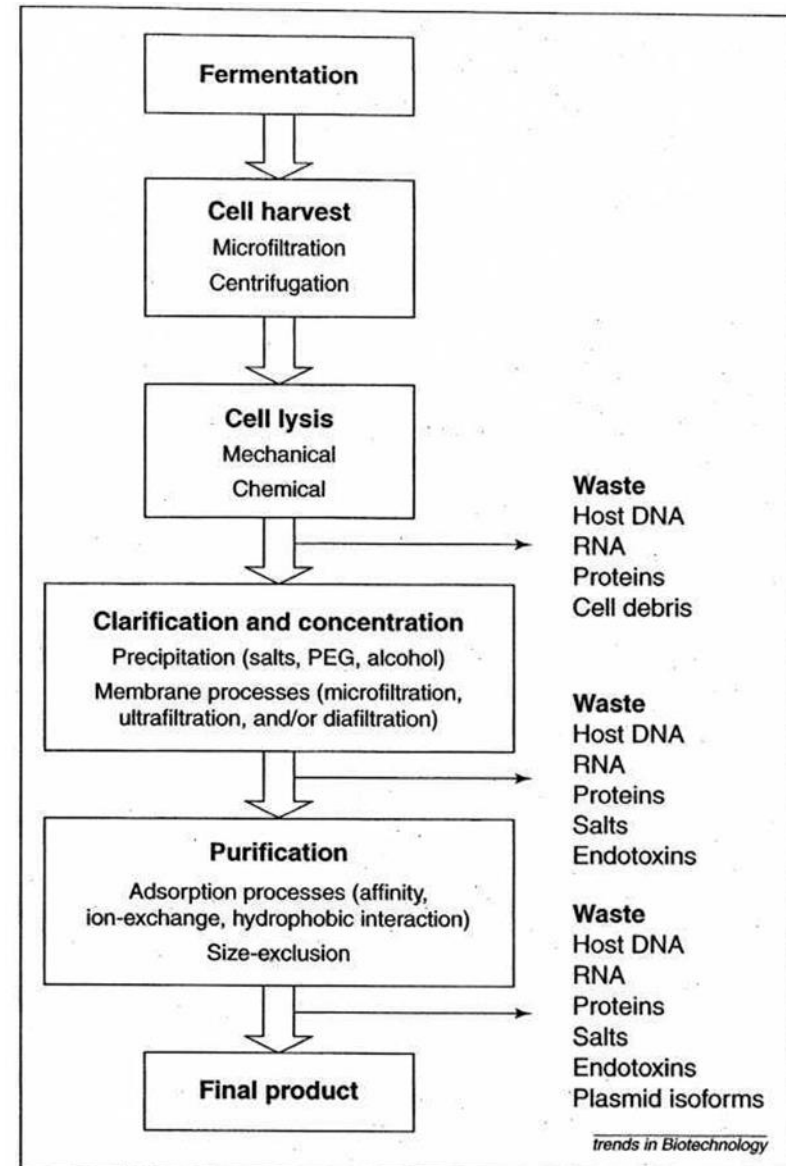 Fermentation
Cell harvest
Microfiltration
Centrifugation
Cell lysis
Mechanical
Chemical
Waste
Host DNA
RNA
Proteins
Cell debris
Clarification and concentration
Precipitation (salts, PEG, alcohol)
Membrane processes (microfiltration,
ultrafiltration, and/or diafiltration)
Waste
Host DNA
RNA
Proteins
Salts
Endotoxins
Purification
Adsorption processes (affinity,
ion-exchange, hydrophobic interaction)
Size-exclusion
Waste
Host DNA
RNA
Proteins
Salts
Endotoxins
Plasmid isoforms
Final product
trends in Biotechnology